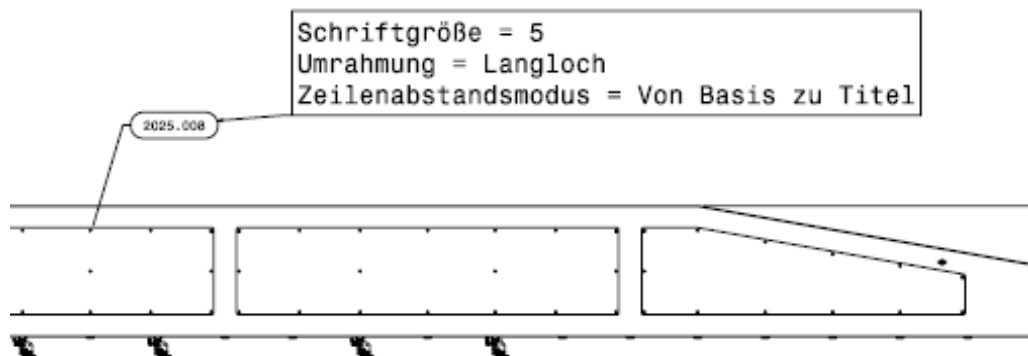 Schriftgröße = 5
Umrahmung = Langloch
Zeilenabstandsmodus = Von Basis zu Titel
2025.008